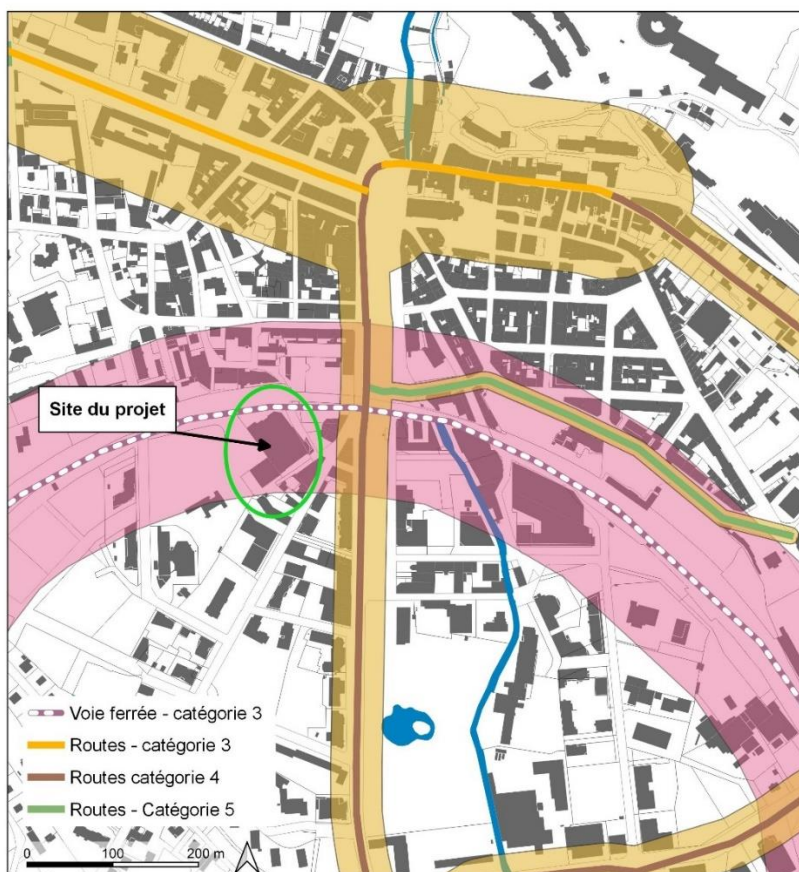 Site du projet
Voie ferrée - catégorie 3
Routes - catégorie 3
Routes catégorie 4
Routes - Catégorie 5
0 100 200 m